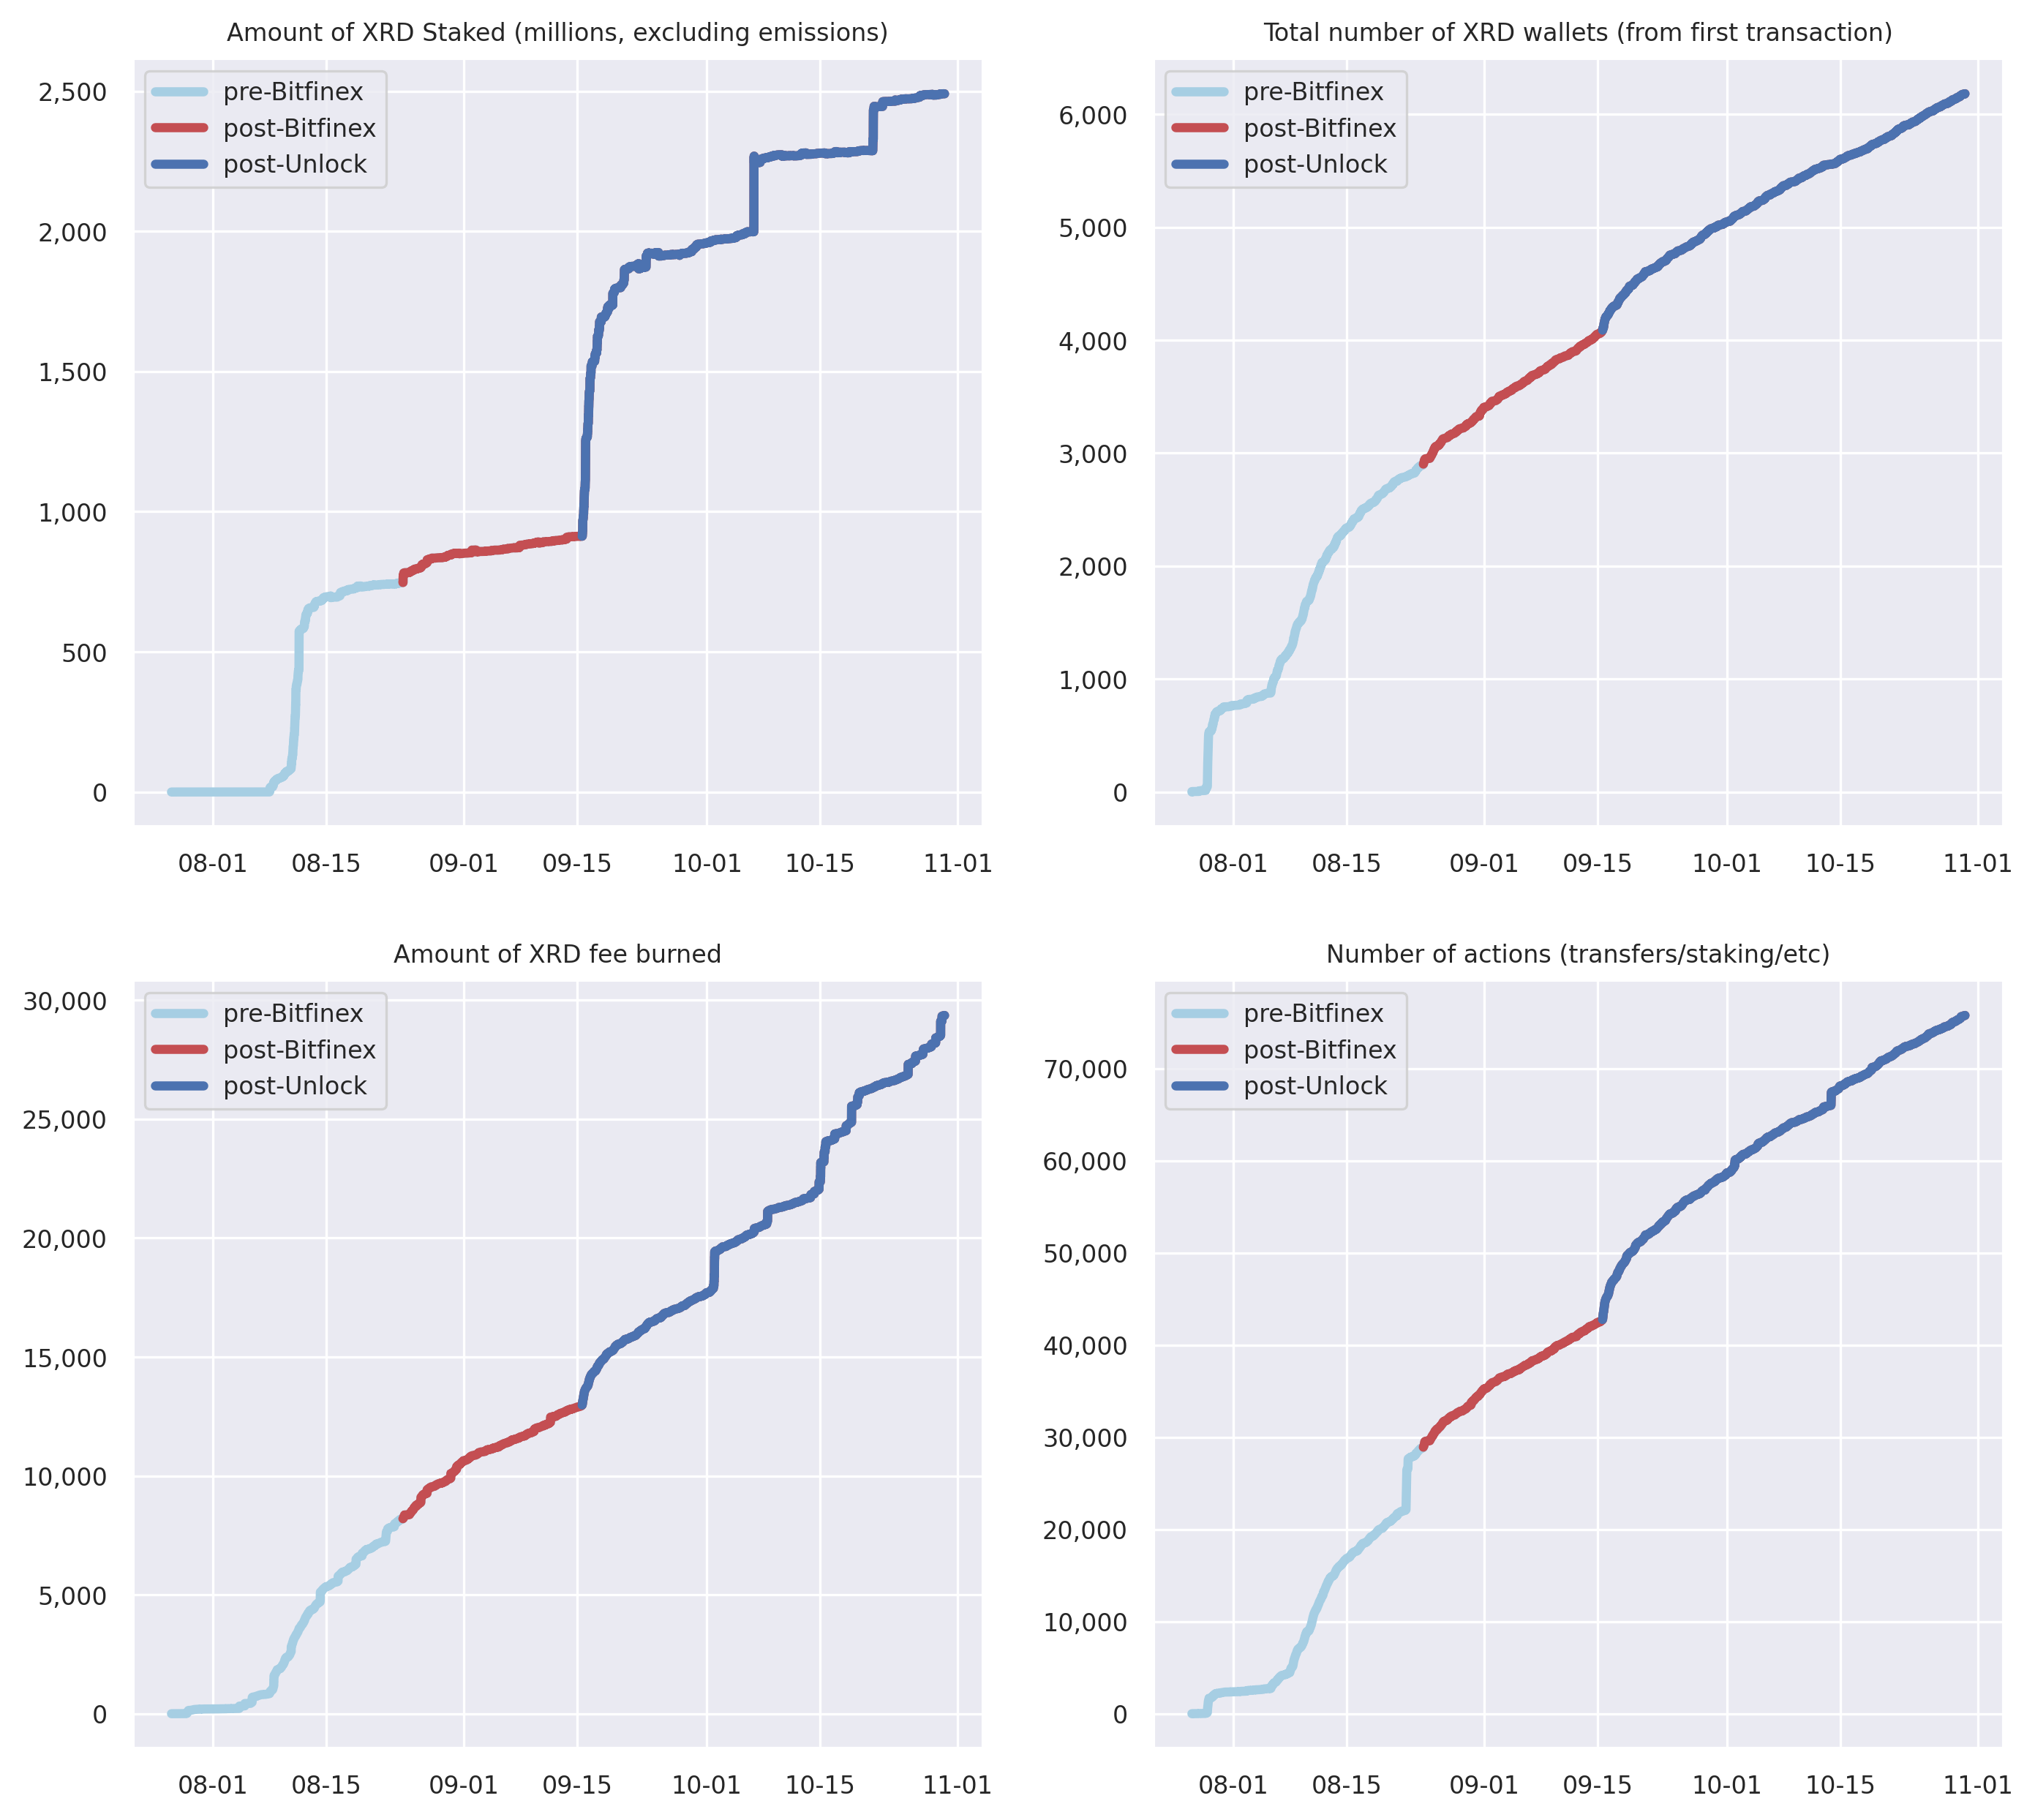 Amount of XRD Staked (millions, excluding emissions)
pre-Bitfinex
post-Bitfinex
post-Unlock
2,500
2,000
1,500
1,000
500
0
08-01 08-15 09-01 09-15 10-01 10-15 11-01
Total number of XRD wallets (from first transaction)
pre-Bitfinex
post-Bitfinex
post-Unlock
6,000
5,000
4,000
3,000
2,000
1,000
0
08-01 08-15 09-01 09-15 10-01 10-15 11-01
Amount of XRD fee burned
pre-Bitfinex
post-Bitfinex
post-Unlock
30,000
25,000
20,000
15,000
10,000
5,000
0
08-01 08-15 09-01 09-15 10-01 10-15 11-01
Number of actions (transfers/staking/etc)
pre-Bitfinex
post-Bitfinex
post-Unlock
70,000
60,000
50,000
40,000
30,000
20,000
10,000
0
08-01 08-15 09-01 09-15 10-01 10-15 11-01